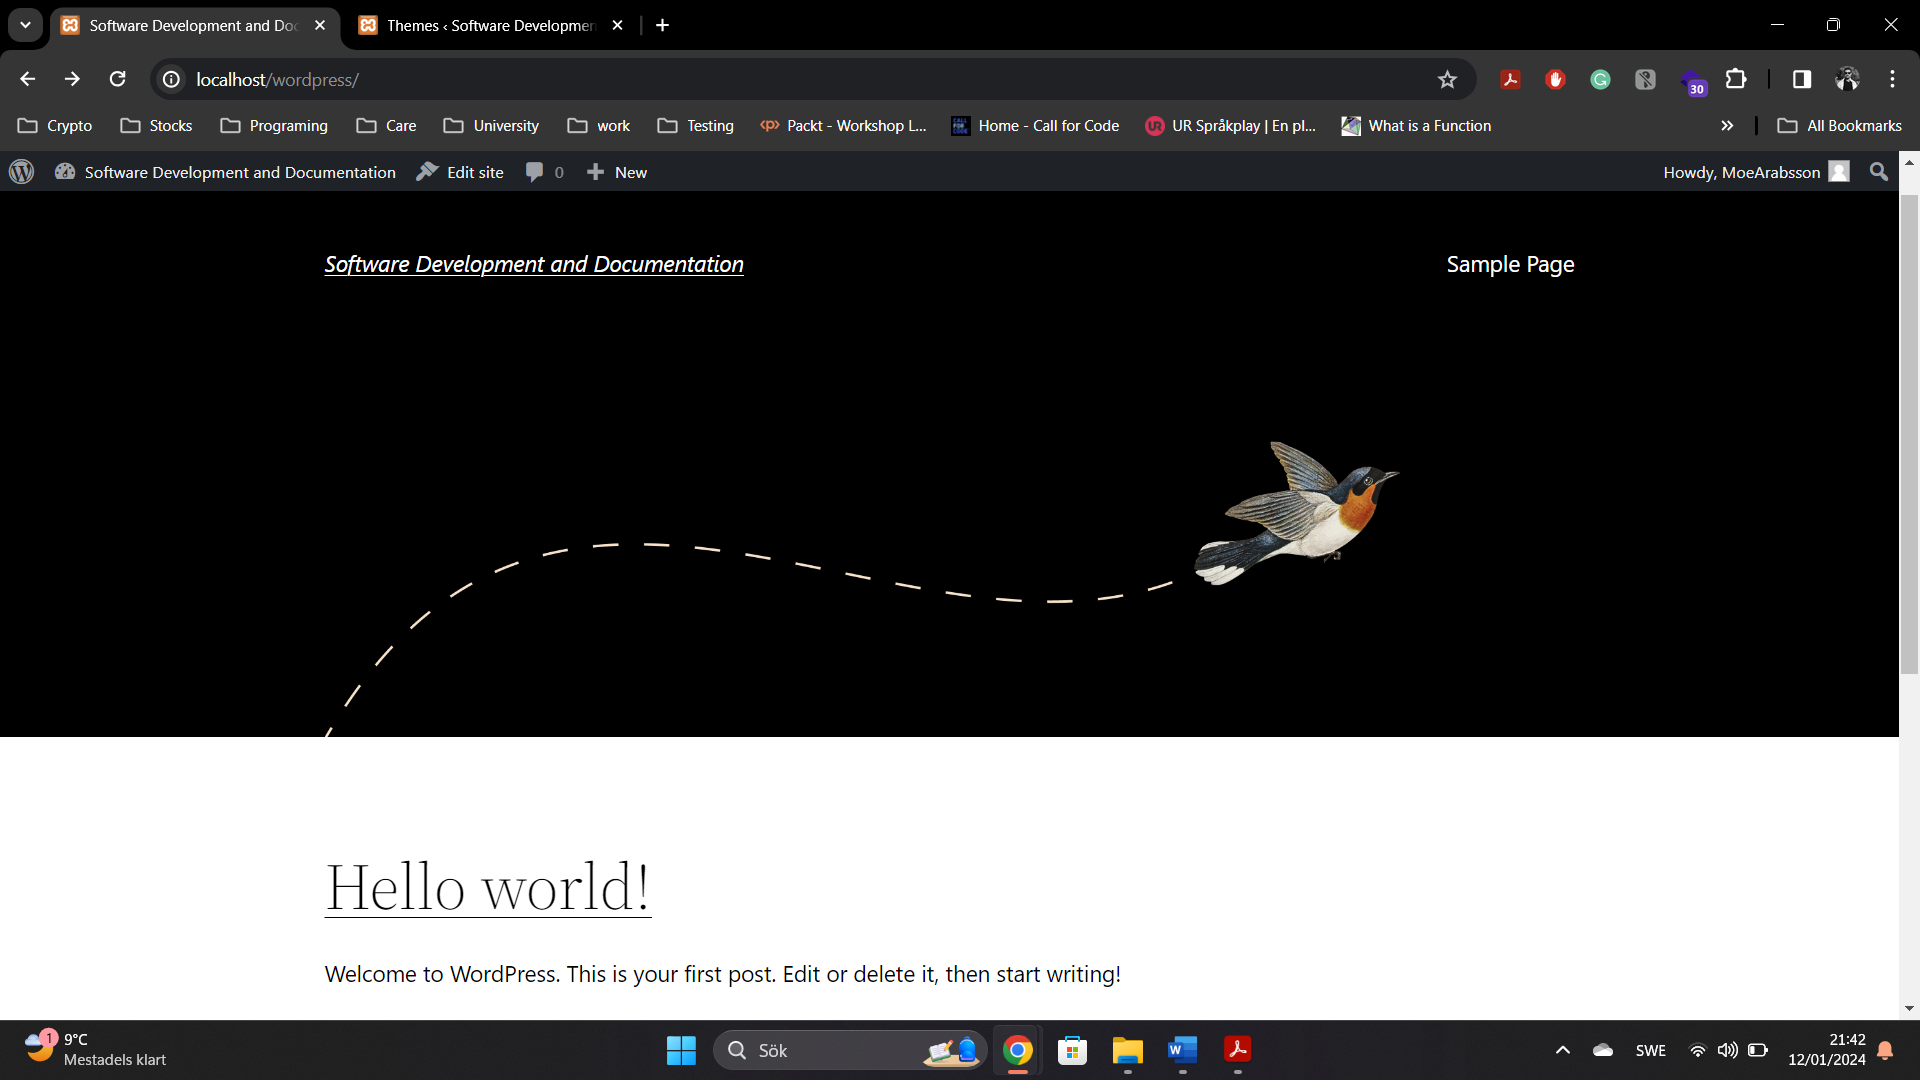 Software Development and Doc
Themes ‹ Software Developmen
localhost/wordpress/
30
Crypto
Stocks
Programing
Care
University
work
Testing
Packt - Workshop L...
Home - Call for Code
UR Språkplay | En pl...
What is a Function
All Bookmarks
Software Development and Documentation
Edit site
0
New
Howdy, MoeArabsson
Software Development and Documentation
Sample Page
Hello world!
Welcome to WordPress. This is your first post. Edit or delete it, then start writing!
1
9°C
Mestadels klart
Sök
SWE
21:42
12/01/2024